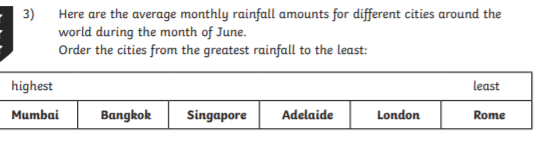 3) Here are the average monthly rainfall amounts for different cities around the
world during the month of June.
Order the cities from the greatest rainfall to the least:
highest least
Mumbai Bangkok Singapore Adelaide London Rome